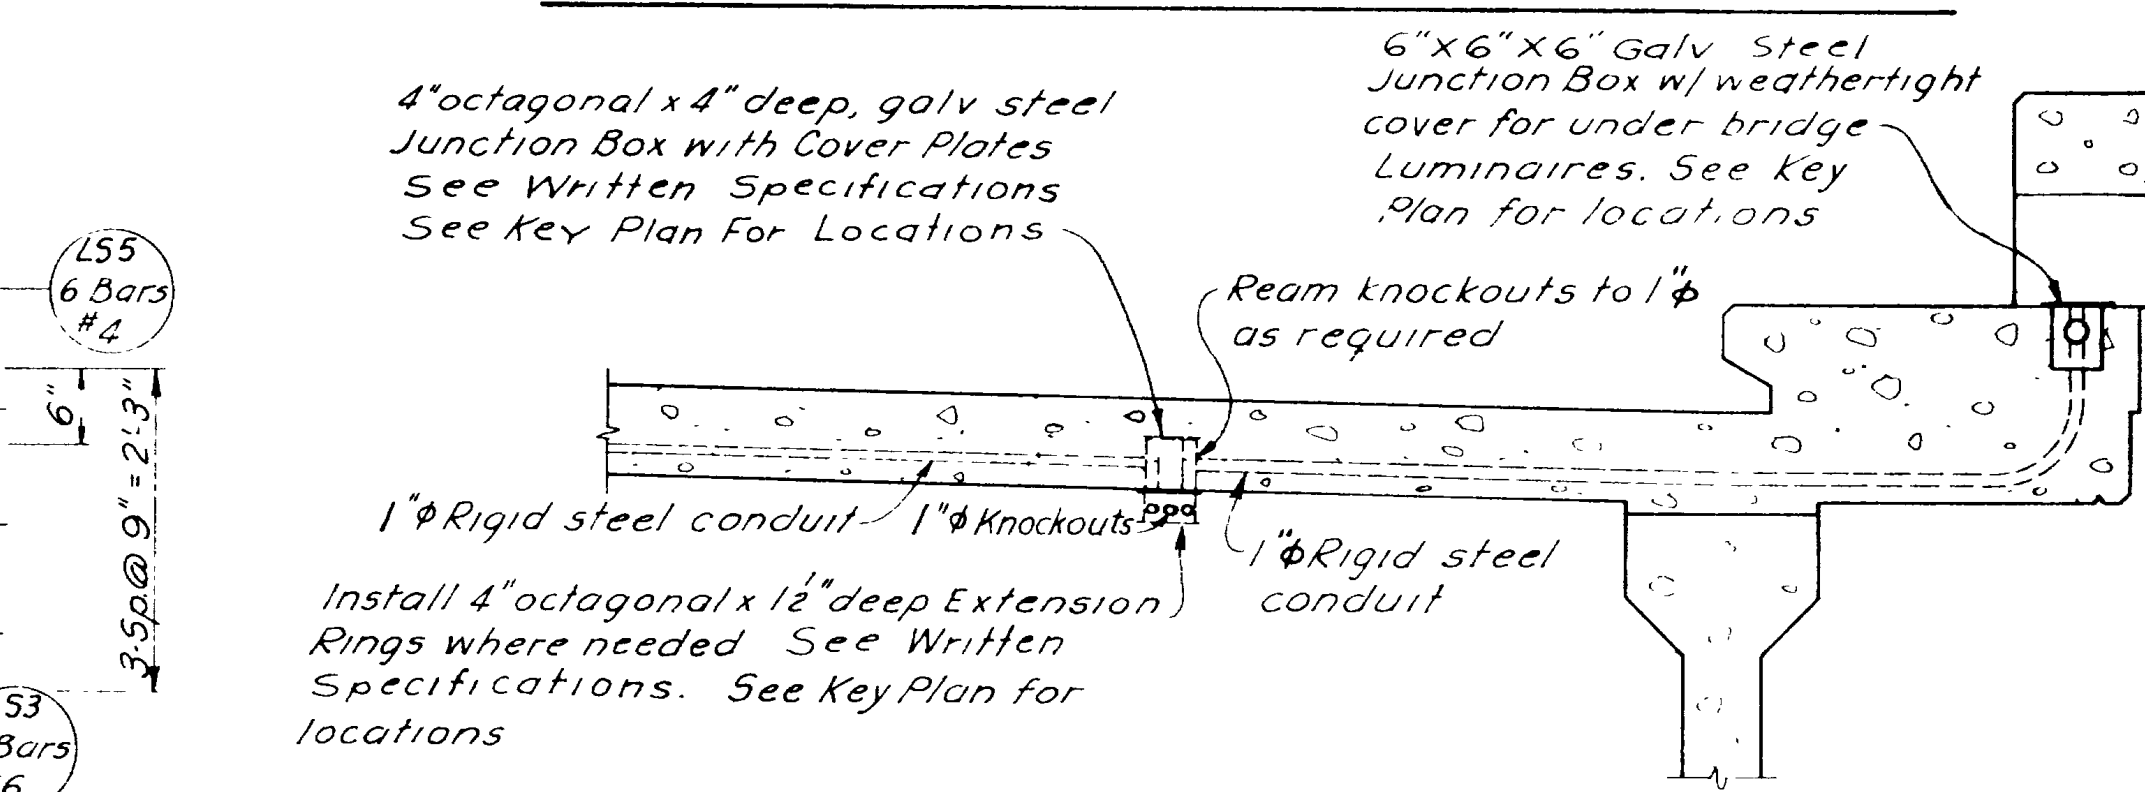 4"octagonal x 4" deep, galv steel
Junction Box with Cover Plates
See Written Specifications
See Key Plan For Locations
6"X6"X6" Galv Steel
Junction Box w/ weathertight
cover for under bridge
Luminaires. See Key
Plan for locations
LS5
6 Bars
#4
Ream knockouts to 1"ϕ
as required
6"
3-Sp.@ 9" = 2'-3"
1"ϕ Rigid steel conduit
1"ϕ Knockouts
1"ϕ Rigid steel
conduit
Install 4"octagonal x 1½"deep Extension
Rings where needed See Written
Specifications. See Key Plan for
locations
S3
Bars
6